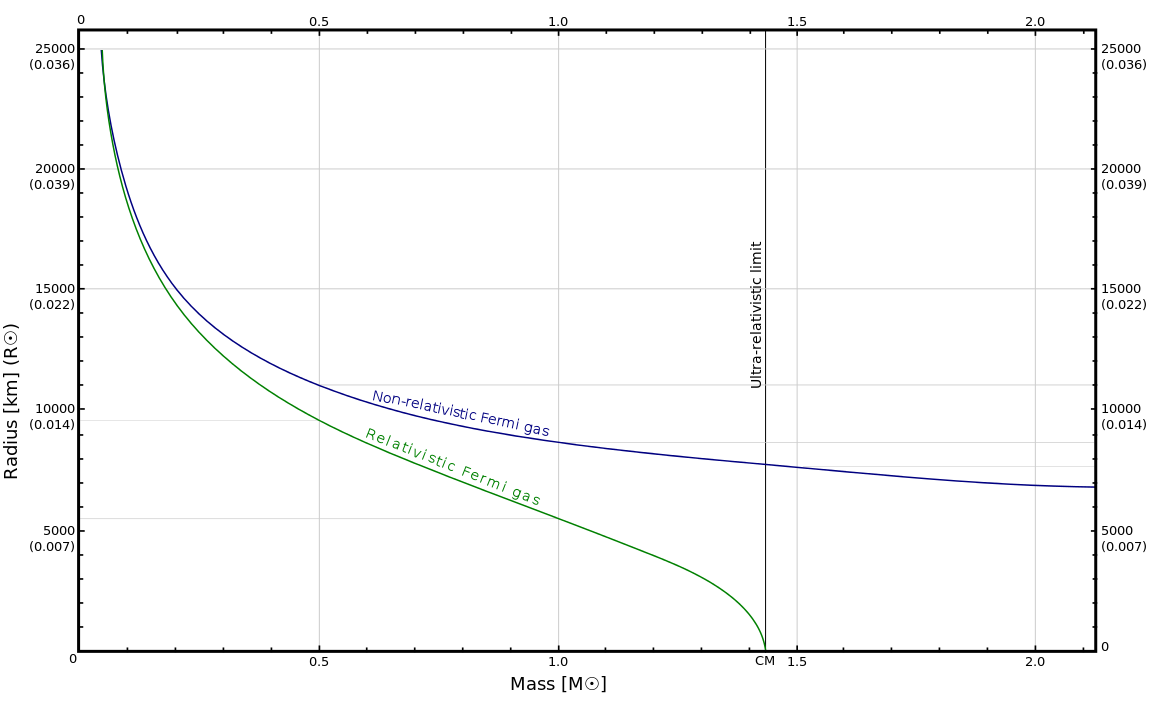 0 0.5 1.0 1.5 2.0
25000 25000
(0.036) (0.036)
20000 20000
(0.039) (0.039)
Ultra-relativistic limit
15000 15000
(0.022) (0.022)
Radius [km] (R☉)
Non-relativistic Fermi gas
10000 10000
(0.014) (0.014)
Relativistic Fermi gas
5000 5000
(0.007) (0.007)
0
0 0.5 1.0 CM 1.5 2.0
Mass [M☉]